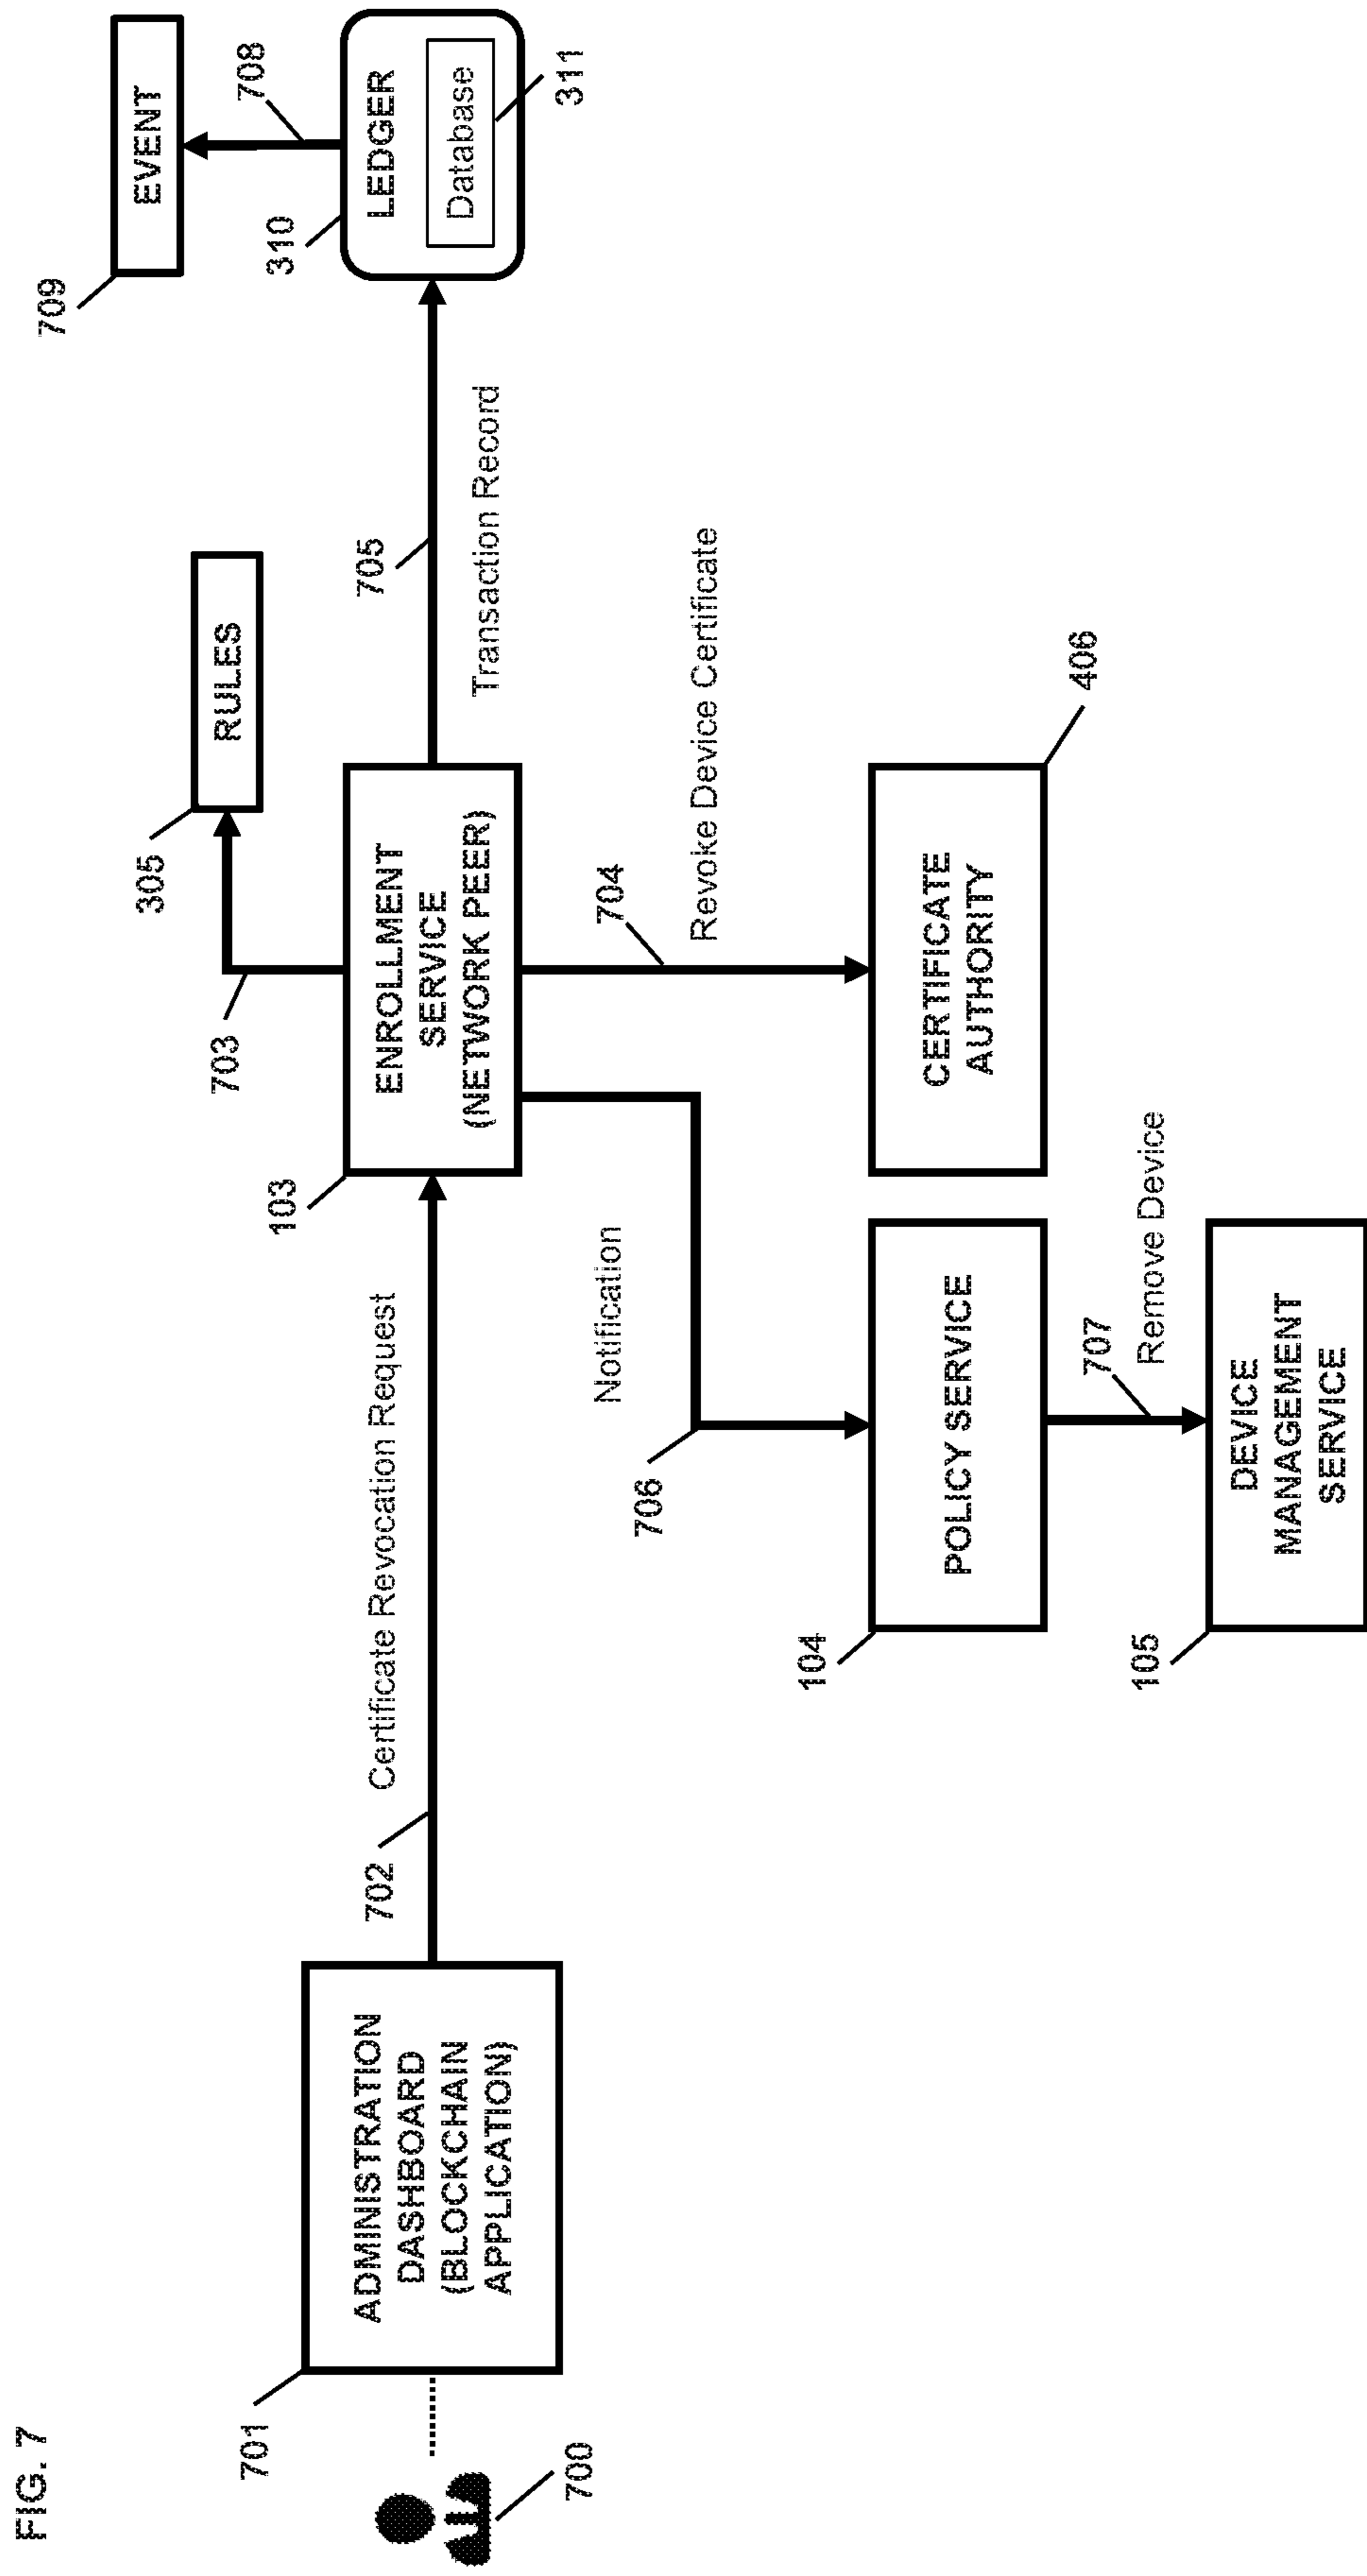 FIG. 7
700
701
ADMINISTRATION
DASHBOARD
(BLOCKCHAIN
APPLICATION)
702
Certificate Revocation Request
103
ENROLLMENT
SERVICE
(NETWORK PEER)
703
305
RULES
705
Transaction Record
310
LEDGER
Database
311
708
709
EVENT
704
Revoke Device Certificate
406
CERTIFICATE
AUTHORITY
Notification
706
104
POLICY SERVICE
707
Remove Device
105
DEVICE
MANAGEMENT
SERVICE